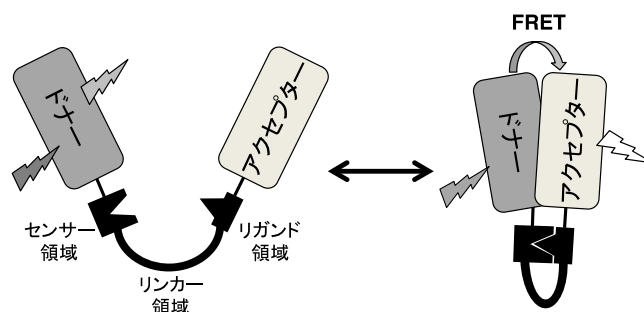 FRET
ドナー
アクセプター
センサー
領域
リンカー
領域
リガンド
領域
ドナー
アクセプター